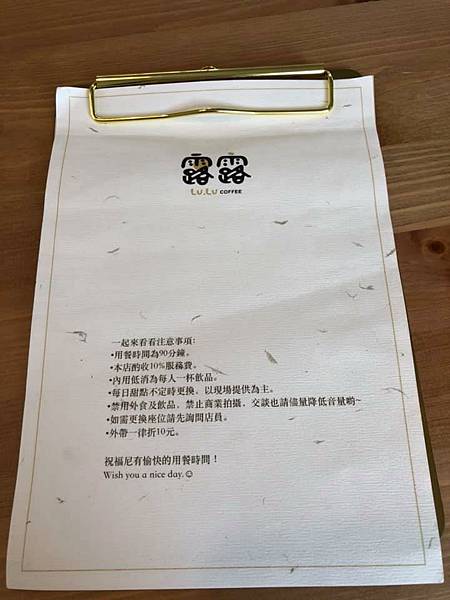 露露
LU.LU COFFEE
一起來看看注意事項:
•用餐時間為90分鐘。
•本店酌收10%服務費。
•內用低消為每人一杯飲品。
•每日甜點不定時更換，以現場提供為主。
•禁用外食及飲品，禁止商業拍攝，交談也請儘量降低音量喲~
•如需更換座位請先詢問店員。
•外帶一律折10元。
祝福尼有愉快的用餐時間！
Wish you a nice day.☺